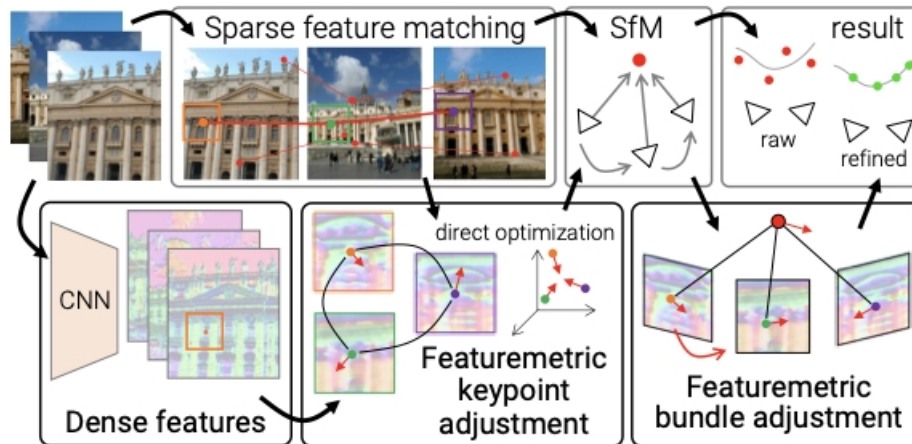 Sparse feature matching
SfM
result
raw
refined
CNN
Dense features
direct optimization
Featuremetric
keypoint
adjustment
Featuremetric
bundle adjustment